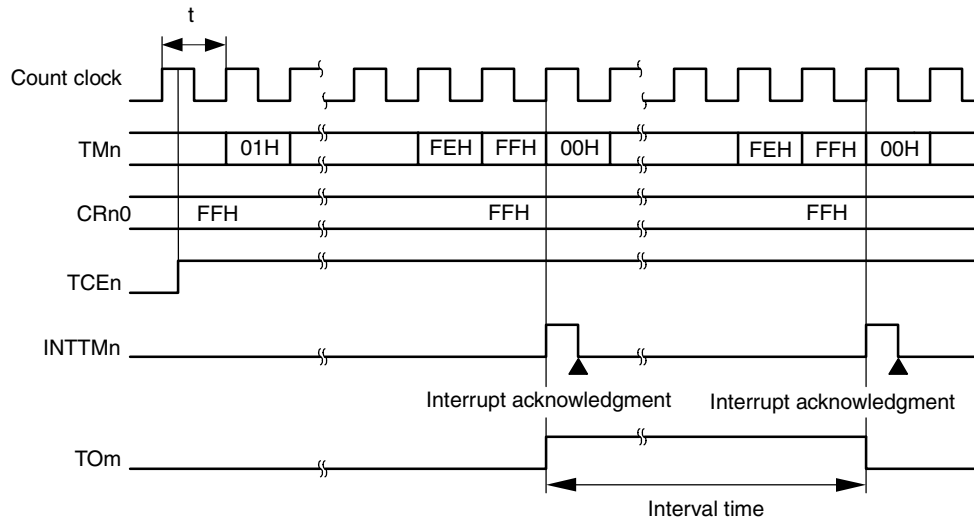 t
Count clock
TMn 01H FEH FFH 00H FEH FFH 00H
CRn0 FFH FFH FFH
TCEn
INTTMn
Interrupt acknowledgment Interrupt acknowledgment
TOm
Interval time